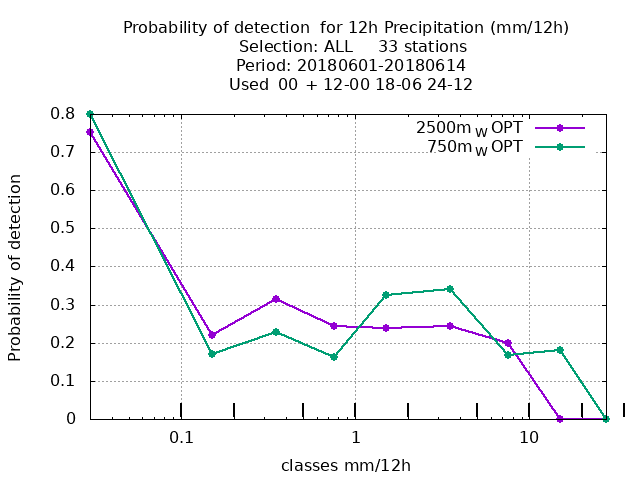 Probability of detection  for 12h Precipitation (mm/12h)
Selection: ALL     33 stations
Period: 20180601-20180614
Used  00  + 12-00 18-06 24-12
2500m W OPT
750m W OPT
Probability of detection
0.8
0.7
0.6
0.5
0.4
0.3
0.2
0.1
0
0.1
1
10
classes mm/12h